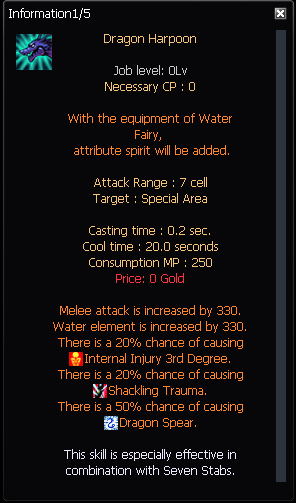 Information1/5
Dragon Harpoon
Job level: 0Lv
Necessary CP : 0
With the equipment of Water
Fairy,
attribute spirit will be added.
Attack Range : 7 cell
Target : Special Area
Casting time : 0.2 sec.
Cool time : 20.0 seconds
Consumption MP : 250
Price: 0 Gold
Melee attack is increased by 330.
Water element is increased by 330.
There is a 20% chance of causing
Internal Injury 3rd Degree.
There is a 20% chance of causing
Shackling Trauma.
There is a 50% chance of causing
Dragon Spear.
This skill is especially effective in
combination with Seven Stabs.